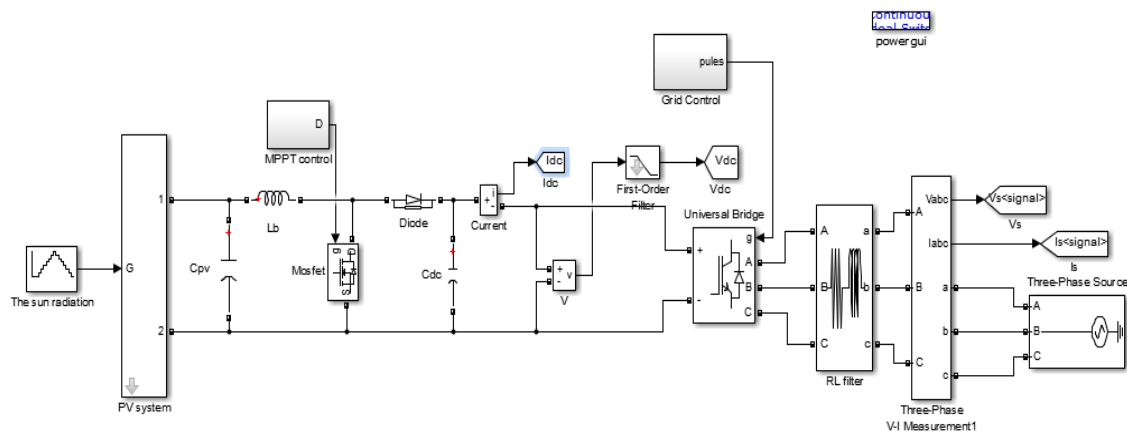 power gui
pules
Grid Control
D
MPPT control
Idc
Idc
First-Order
Filter
Vdc
Vdc
1
Lb
Diode
i
+
-
Current
Universal Bridge
g
+
-
A
B
C
A
B
C
a
b
c
RL filter
A
B
C
Vabc
Iabc
a
b
c
Three-Phase
V-I Measurement1
Vs<signal>
Vs
Is<signal>
Is
Three-Phase Source
A
B
C
G
The sun radiation
Cpv
Mosfet
g
D
S
Cdc
+
-
v
V
2
PV system